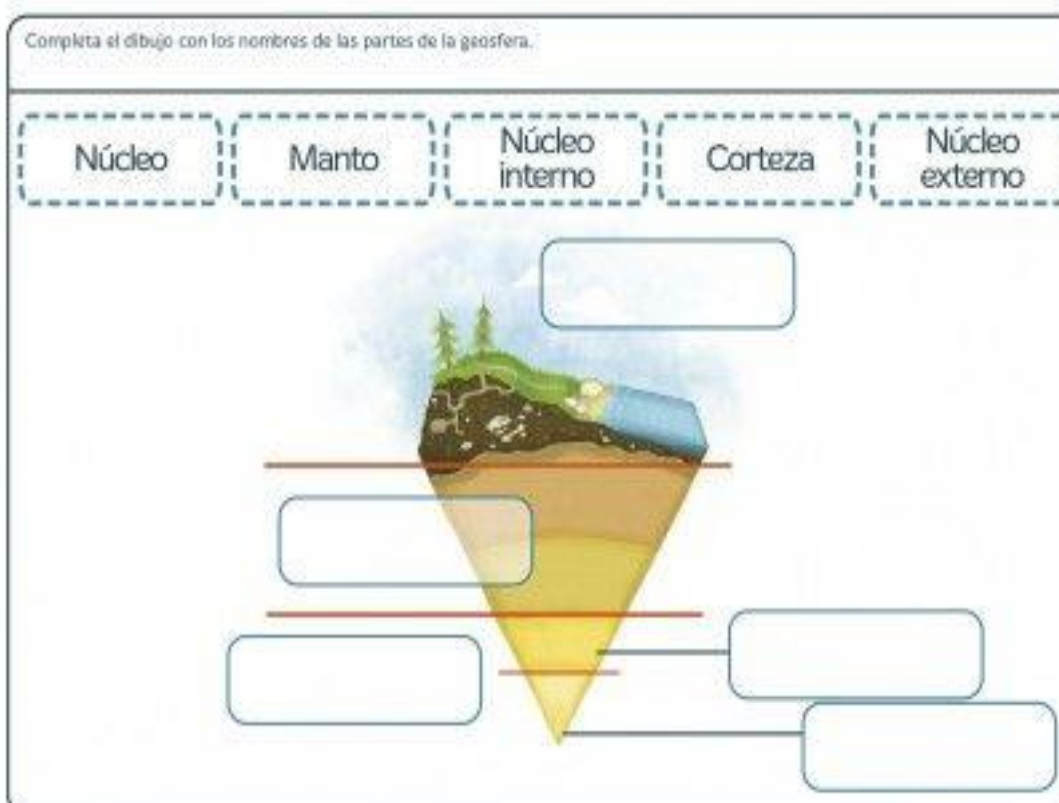 Completa el dibujo con los nombres de las partes de la geosfera.
Núcleo
Manto
Núcleo
interno
Corteza
Núcleo
externo